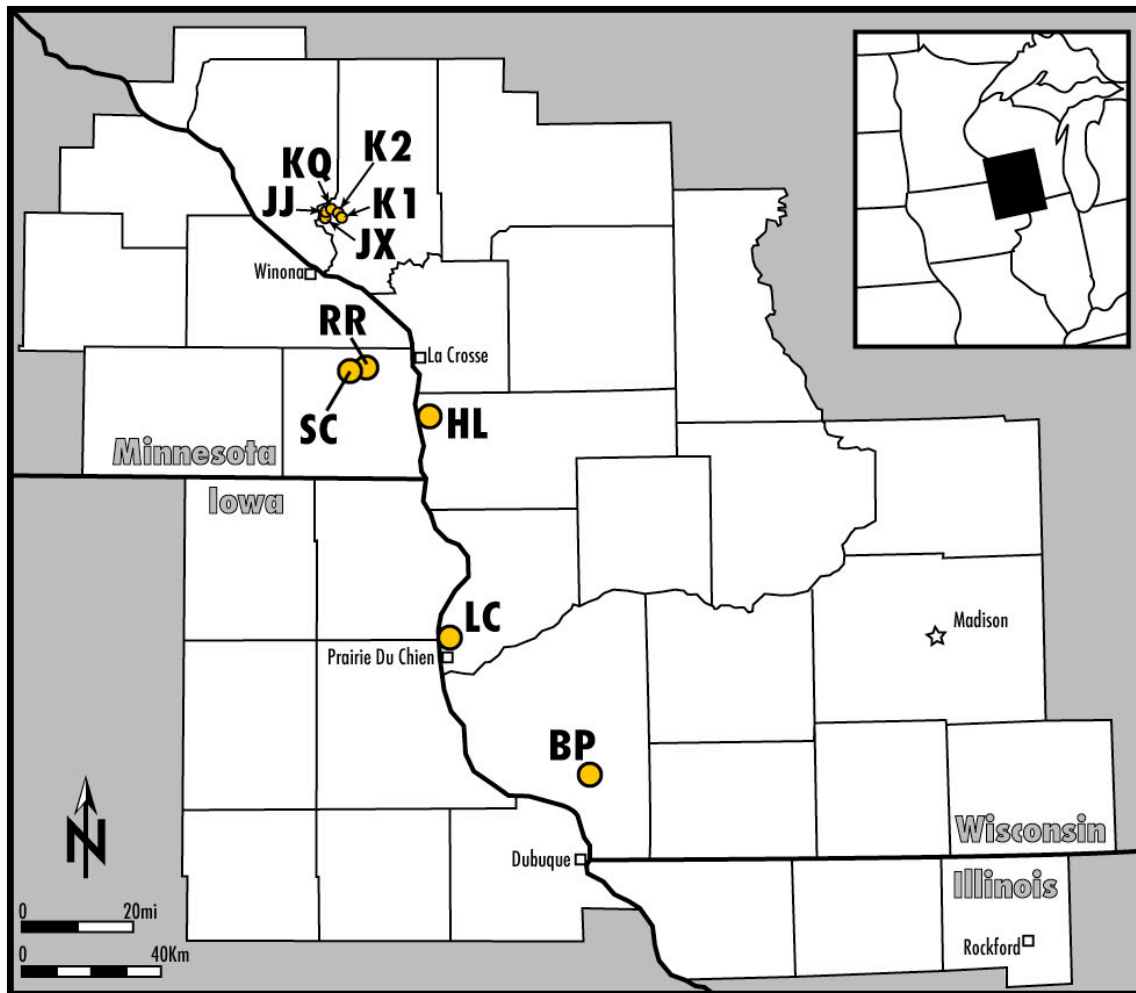 K2
KQ
JJ
K1
JX
Winona
RR
La Crosse
SC
HL
Minnesota
Iowa
LC
Prairie Du Chien
Madison
BP
N
Wisconsin
Dubuque
Illinois
0 20mi
Rockford
0 40Km